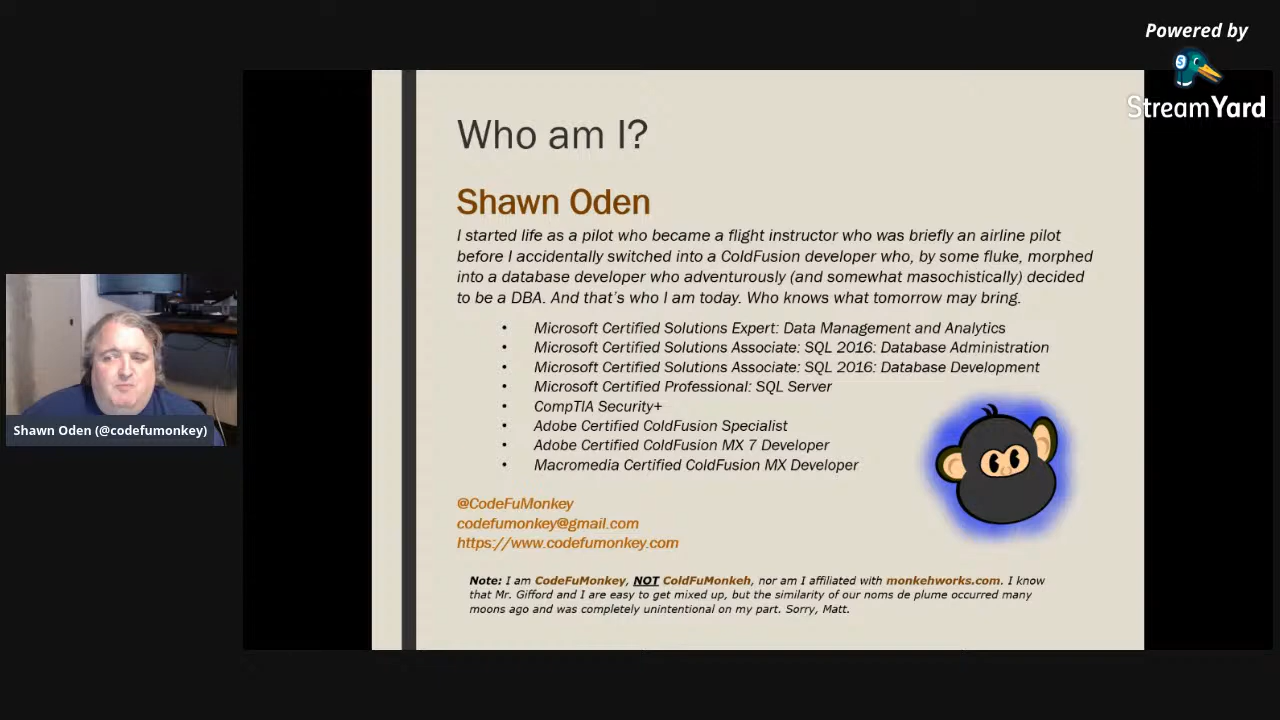 Powered by
StreamYard
Who am I?
Shawn Oden
I started life as a pilot who became a flight instructor who was briefly an airline pilot
before I accidentally switched into a ColdFusion developer who, by some fluke, morphed
into a database developer who adventurously (and somewhat masochistically) decided
to be a DBA. And that's who I am today. Who knows what tomorrow may bring.
• Microsoft Certified Solutions Expert: Data Management and Analytics
• Microsoft Certified Solutions Associate: SQL 2016: Database Administration
• Microsoft Certified Solutions Associate: SQL 2016: Database Development
• Microsoft Certified Professional: SQL Server
• CompTIA Security+
• Adobe Certified ColdFusion Specialist
• Adobe Certified ColdFusion MX 7 Developer
• Macromedia Certified ColdFusion MX Developer
Shawn Oden (@codefumonkey)
@CodeFuMonkey
codefumonkey@gmail.com
https://www.codefumonkey.com
Note: I am CodeFuMonkey, NOT ColdFuMonkeh, nor am I affiliated with monkehworks.com. I know
that Mr. Gifford and I are easy to get mixed up, but the similarity of our noms de plume occurred many
moons ago and was completely unintentional on my part. Sorry, Matt.